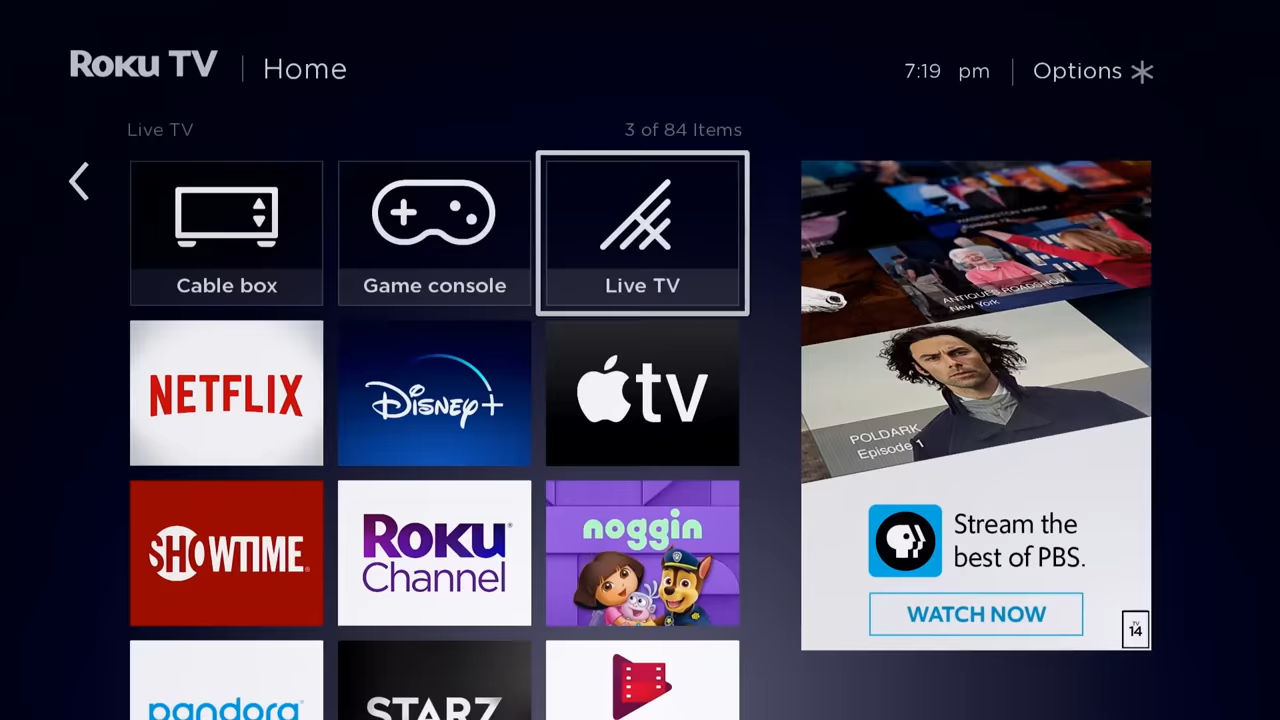 Roku TV
Home
7:19 pm
Options
Live TV
3 of 84 Items
Cable box
Game console
Live TV
NETFLIX
Disney+
tv
SHOWTIME
Roku
Channel
noggin
pandora
STARZ
ANTIQUES ROADSHOW
New York
POLDARK
Episode 1
Stream the
best of PBS.
WATCH NOW
TV
14